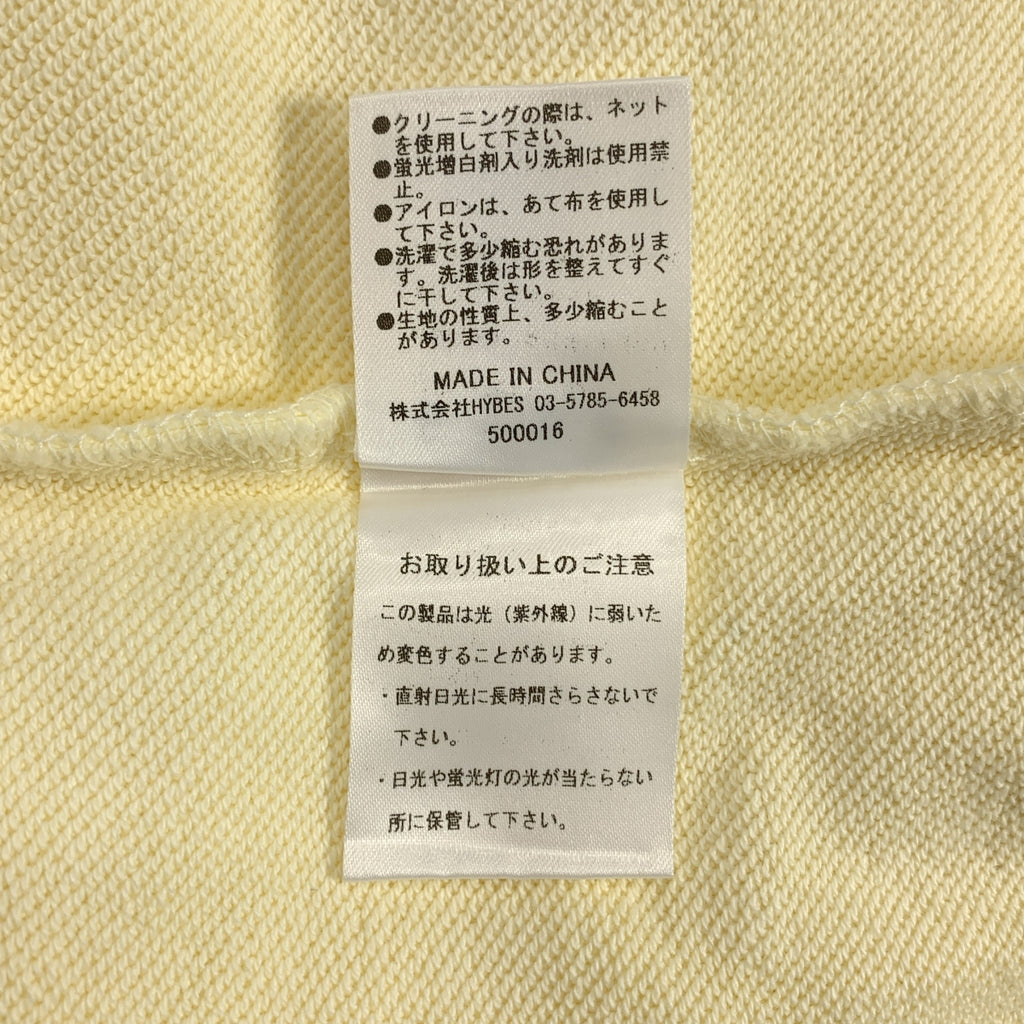 ●クリーニングの際は、ネット
を使用して下さい。
●蛍光増白剤入り洗剤は使用禁
止。
●アイロンは、あて布を使用し
て下さい。
●洗濯で多少縮む恐れがありま
す。洗濯後は形を整えてすぐ
に干して下さい。
●生地の性質上、多少縮むこと
があります。
MADE IN CHINA
株式会社HYBES 03-5785-6458
500016
お取り扱い上のご注意
この製品は光（紫外線）に弱いた
め変色することがあります。
・直射日光に長時間さらさないで
下さい。
・日光や蛍光灯の光が当たらない
所に保管して下さい。